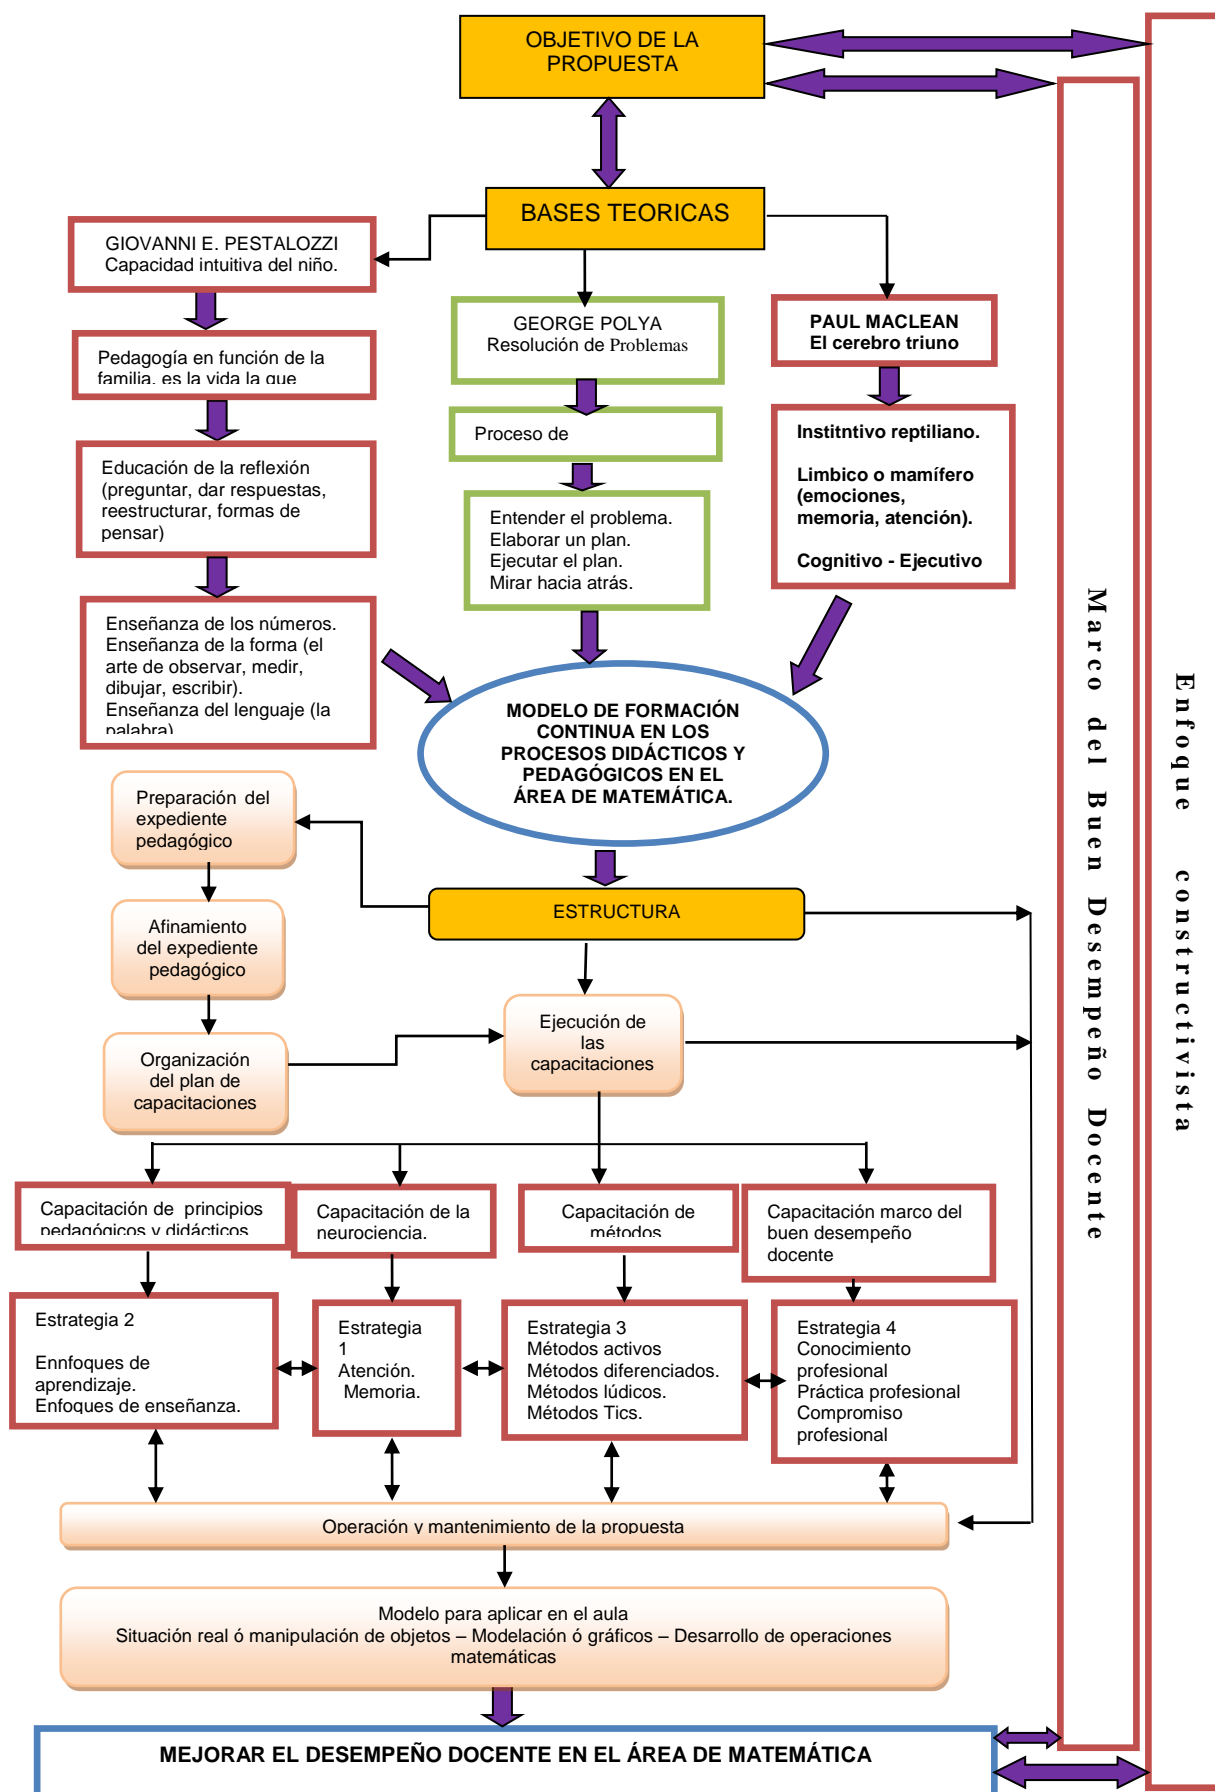 OBJETIVO DE LA
PROPUESTA
BASES TEORICAS
GIOVANNI E. PESTALOZZI
Capacidad intuitiva del niño.
GEORGE POLYA
Resolución de Problemas
PAUL MACLEAN
El cerebro triuno
Pedagogía en función de la
familia, es la vida la que
Proceso de
Institntivo reptiliano.
Limbico o mamífero
(emociones,
memoria, atención).
Cognitivo - Ejecutivo
Educación de la reflexión
(preguntar, dar respuestas,
reestructurar, formas de
pensar)
Entender el problema.
Elaborar un plan.
Ejecutar el plan.
Mirar hacia atrás.
Enseñanza de los números.
Enseñanza de la forma (el
arte de observar, medir,
dibujar, escribir).
Enseñanza del lenguaje (la
palabra)
MODELO DE FORMACIÓN
CONTINUA EN LOS
PROCESOS DIDÁCTICOS Y
PEDAGÓGICOS EN EL
ÁREA DE MATEMÁTICA.
Marco del Buen Desempeño Docente
Enfoque constructivista
Preparación del
expediente
pedagógico
ESTRUCTURA
Afinamiento
del expediente
pedagógico
Organización
del plan de
capacitaciones
Ejecución de
las
capacitaciones
Capacitación de principios
pedagógicos y didácticos
Capacitación de la
neurociencia.
Capacitación de
métodos
Capacitación marco del
buen desempeño
docente
Estrategia 2
Ennfoques de
aprendizaje.
Enfoques de enseñanza.
Estrategia
1
Atención.
Memoria.
Estrategia 3
Métodos activos
Métodos diferenciados.
Métodos lúdicos.
Métodos Tics.
Estrategia 4
Conocimiento
profesional
Práctica profesional
Compromiso
profesional
Operación y mantenimiento de la propuesta
Modelo para aplicar en el aula
Situación real ó manipulación de objetos – Modelación ó gráficos – Desarrollo de operaciones
matemáticas
MEJORAR EL DESEMPEÑO DOCENTE EN EL ÁREA DE MATEMÁTICA